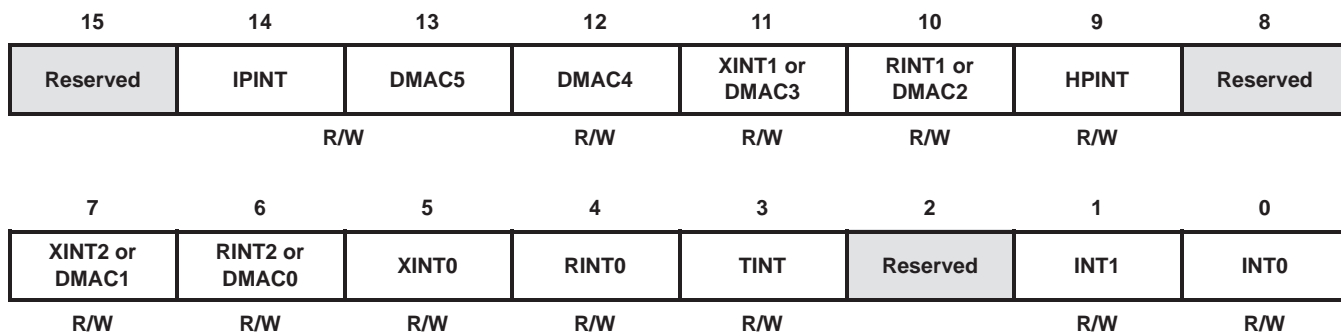 15 14 13 12 11 10 9 8
Reserved IPINT DMAC5 DMAC4 XINT1 or DMAC3 RINT1 or DMAC2 HPINT Reserved
R/W R/W R/W R/W R/W
7 6 5 4 3 2 1 0
XINT2 or DMAC1 RINT2 or DMAC0 XINT0 RINT0 TINT Reserved INT1 INT0
R/W R/W R/W R/W R/W R/W R/W